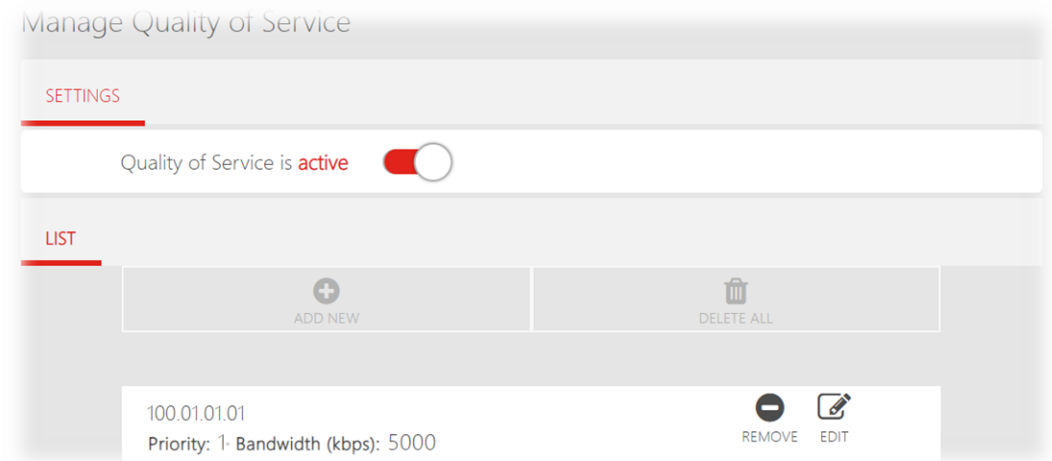 Manage Quality of Service
SETTINGS
Quality of Service is active
LIST
ADD NEW
DELETE ALL
100.01.01.01
REMOVE EDIT
Priority: 1· Bandwidth (kbps): 5000